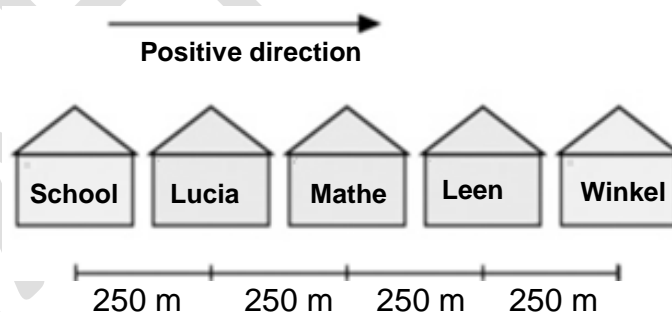 Positive direction
School Lucia Mathe Leen Winkel
250 m 250 m 250 m 250 m